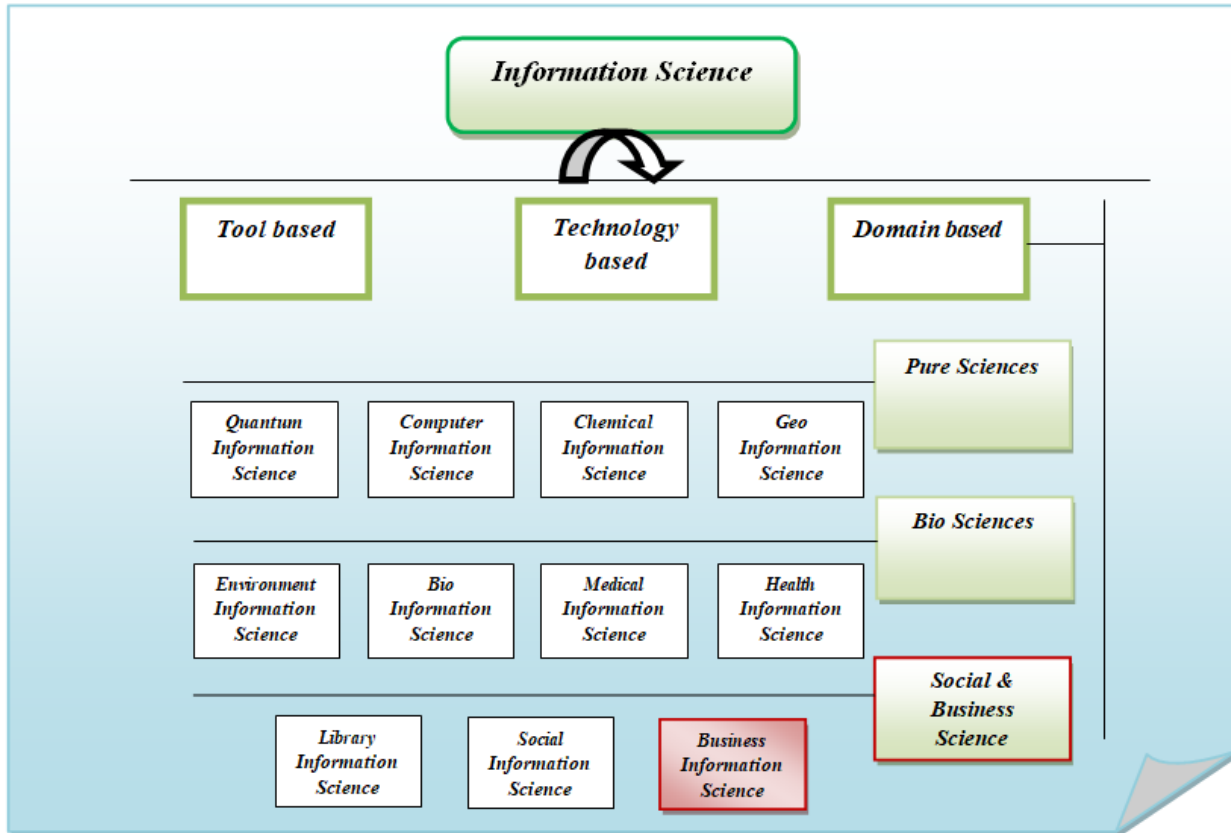 Information Science
Tool based
Technology
based
Domain based
Pure Sciences
Quantum
Information
Science
Computer
Information
Science
Chemical
Information
Science
Geo
Information
Science
Bio Sciences
Environment
Information
Science
Bio
Information
Science
Medical
Information
Science
Health
Information
Science
Social &
Business
Science
Library
Information
Science
Social
Information
Science
Business
Information
Science